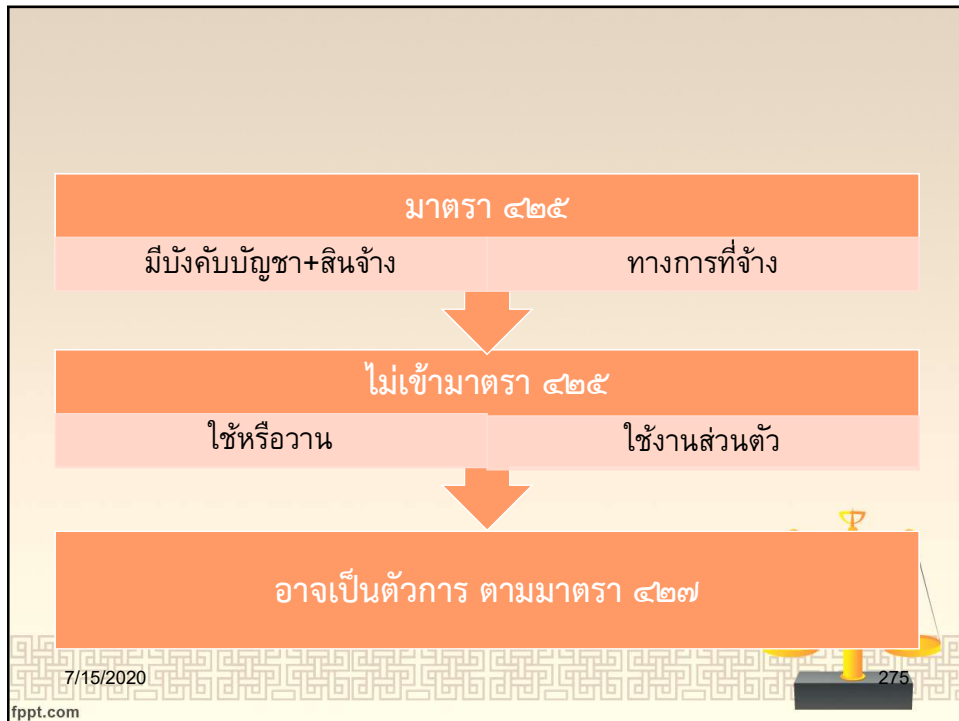 มาตรา ๔๒๕
มีบังคับบัญชา+สินจ้าง
ทางการที่จ้าง
ไม่เข้ามาตรา ๔๒๕
ใช้หรือวาน
ใช้งานส่วนตัว
อาจเป็นตัวการ ตามมาตรา ๔๒๗
7/15/2020
275
fppt.com